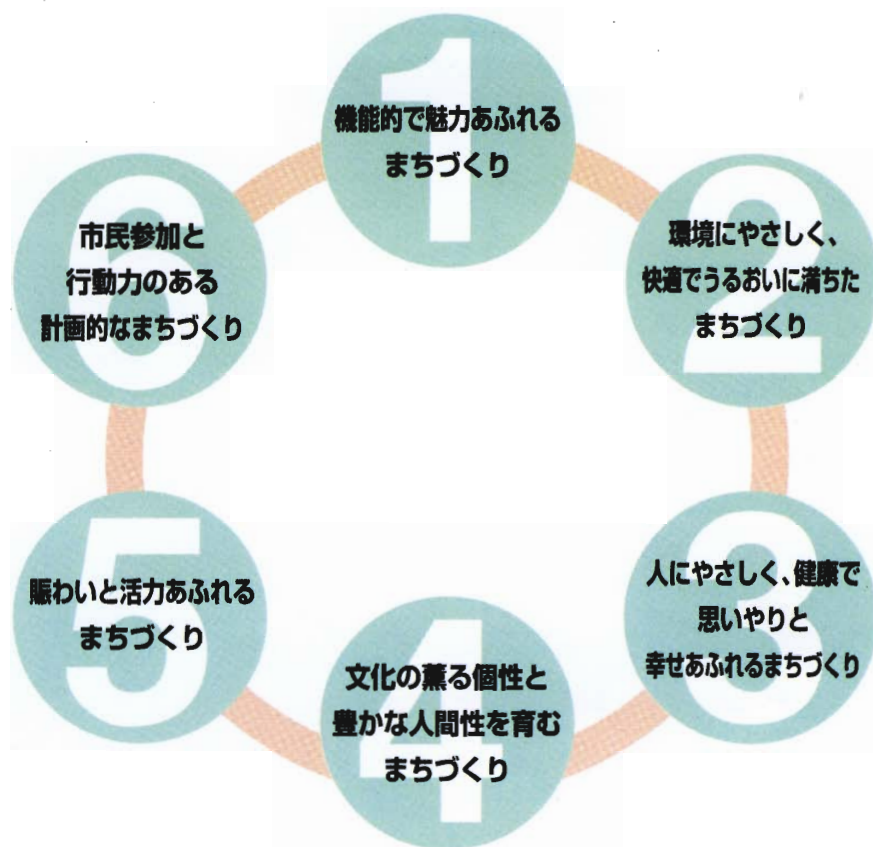 1
機能的で魅力あふれる
まちづくり
2
環境にやさしく、
快適でうるおいに満ちた
まちづくり
3
人にやさしく、健康で
思いやりと
幸せあふれるまちづくり
4
文化の薫る個性と
豊かな人間性を育む
まちづくり
5
賑わいと活力あふれる
まちづくり
6
市民参加と
行動力のある
計画的なまちづくり